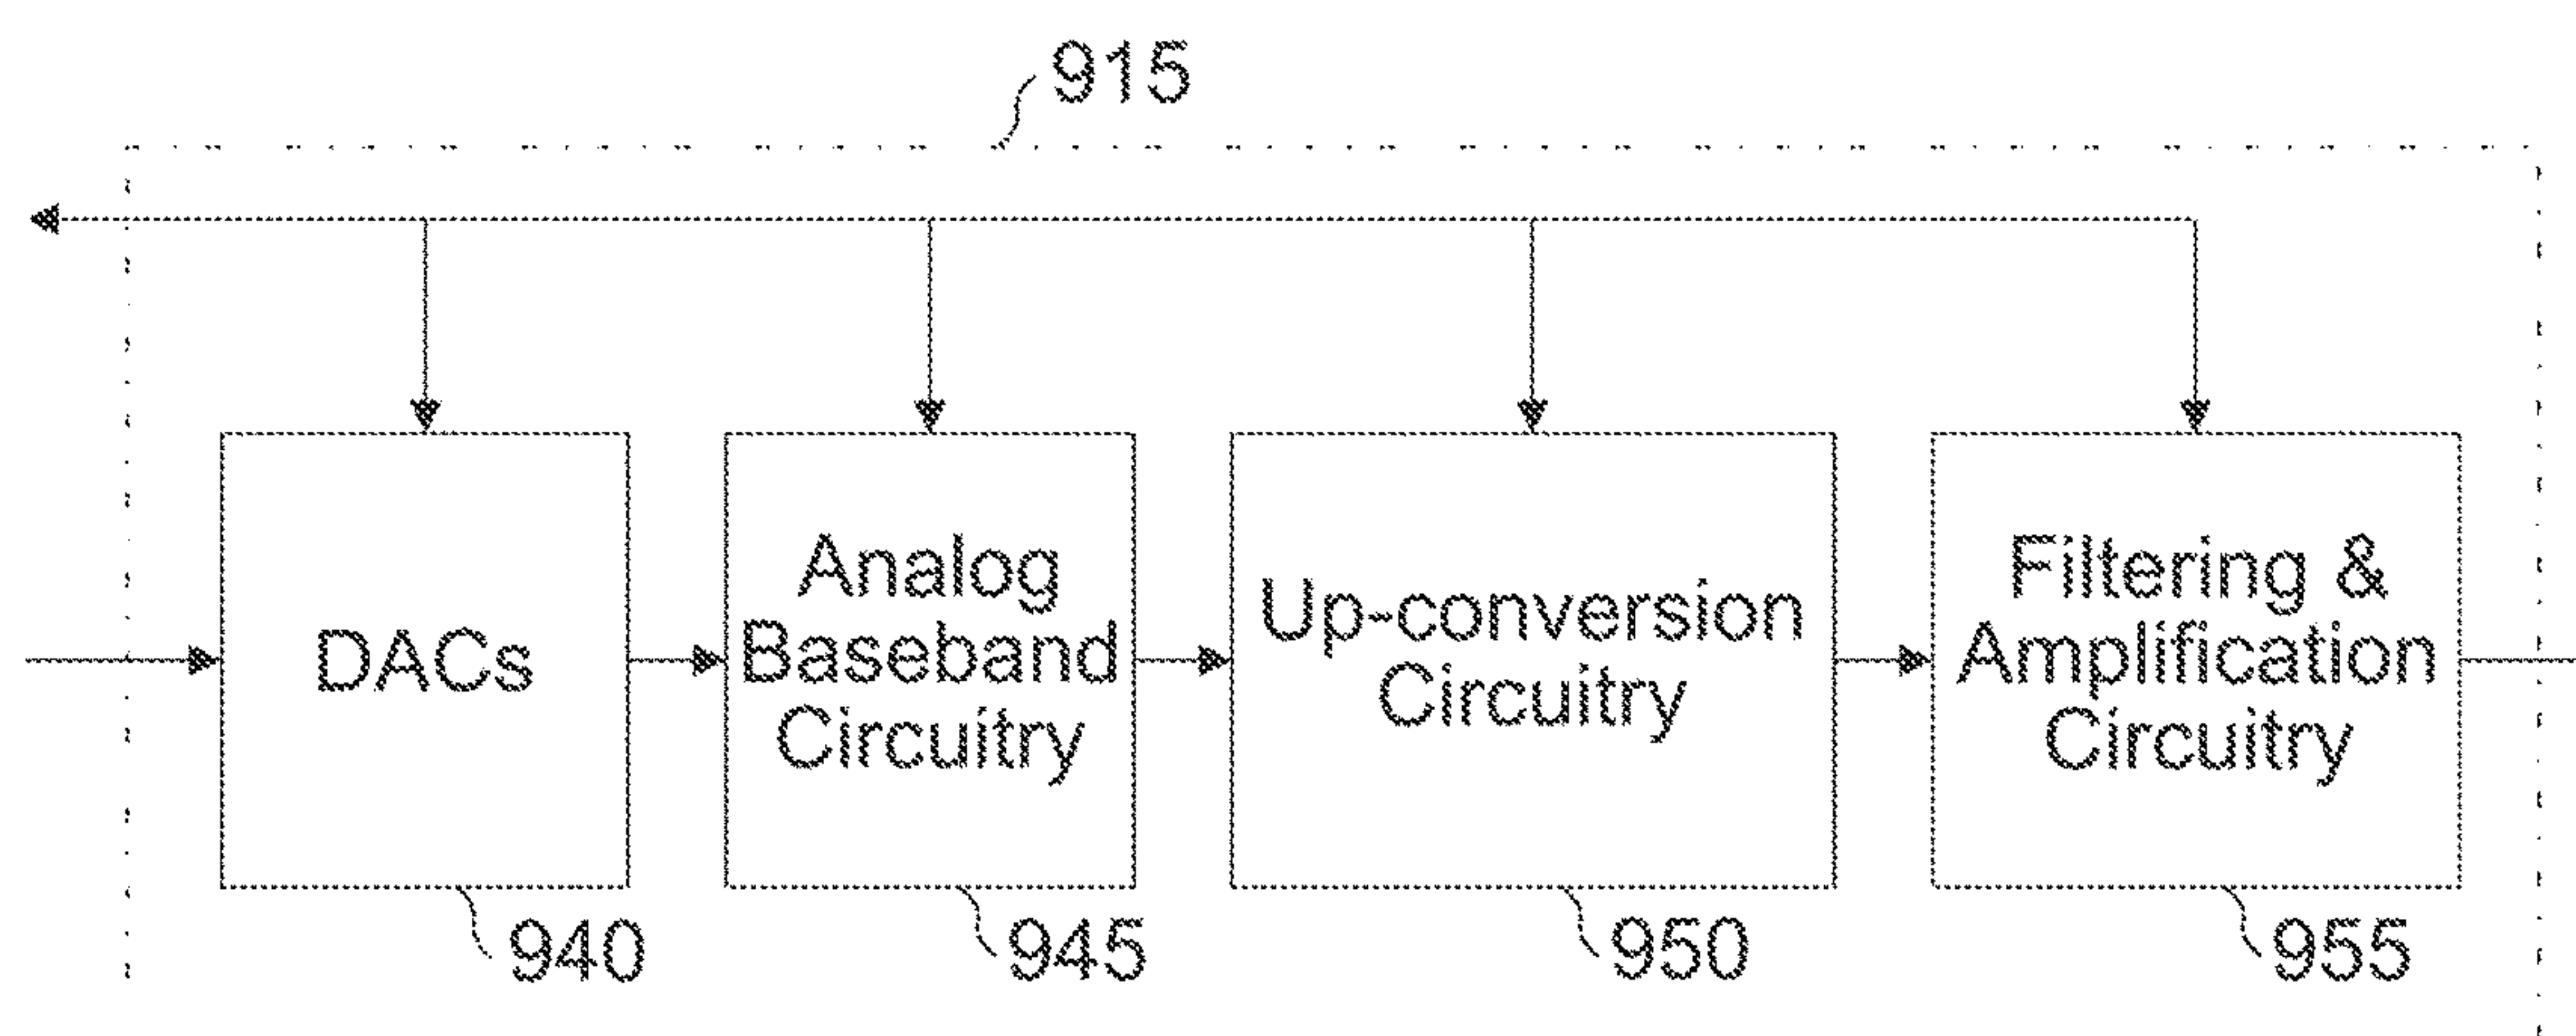 915
DACs
Analog
Baseband
Circuitry
Up-conversion
Circuitry
Filtering &
Amplification
Circuitry
940
945
950
955